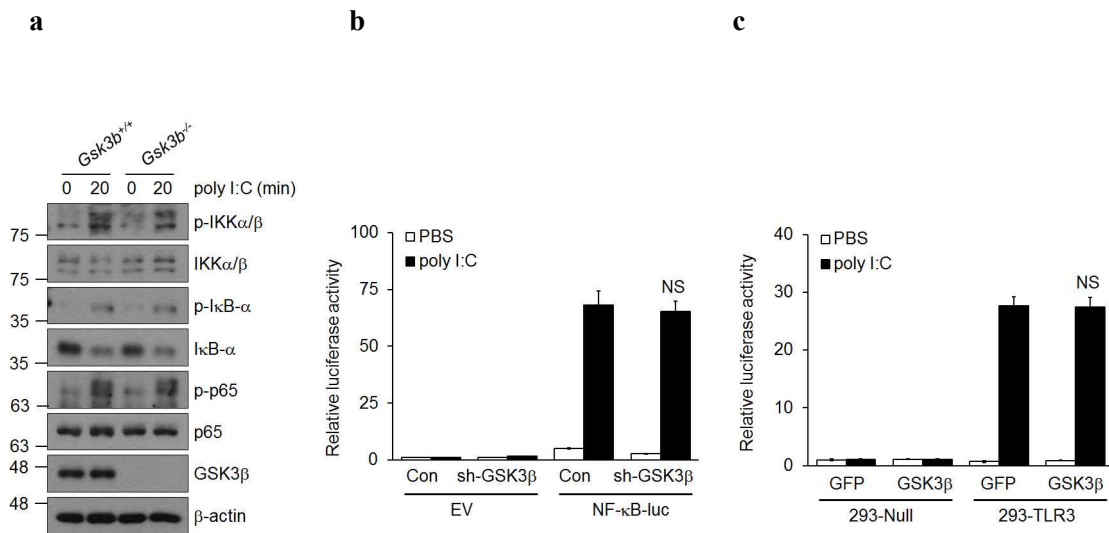 a
b
c
Gsk3b+/+
Gsk3b-/-
0 20 0 20 poly I:C (min)
p-IKKα/β
75
IKKα/β
75
p-IκB-α
35
IκB-α
35
p-p65
63
p65
63
48
GSK3β
48
β-actin
Relative luciferase activity
100
75
50
25
0
PBS
poly I:C
NS
Con sh-GSK3β Con sh-GSK3β
EV NF-κB-luc
Relative luciferase activity
40
30
20
10
0
PBS
poly I:C
NS
GFP GSK3β GFP GSK3β
293-Null 293-TLR3